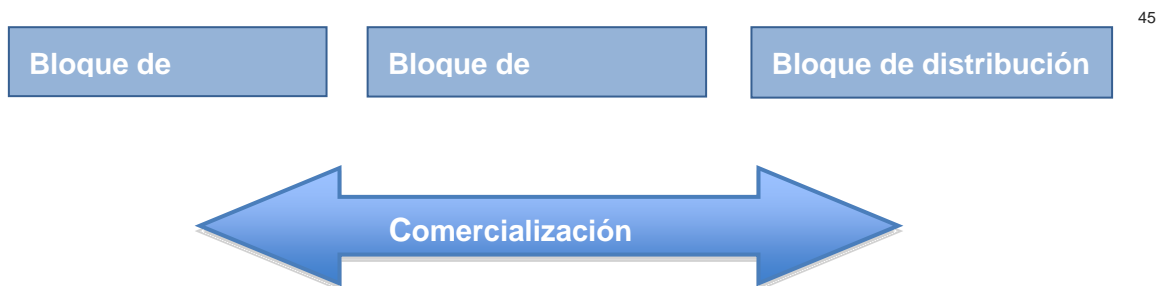 45
Bloque de
Bloque de
Bloque de distribución
Comercialización